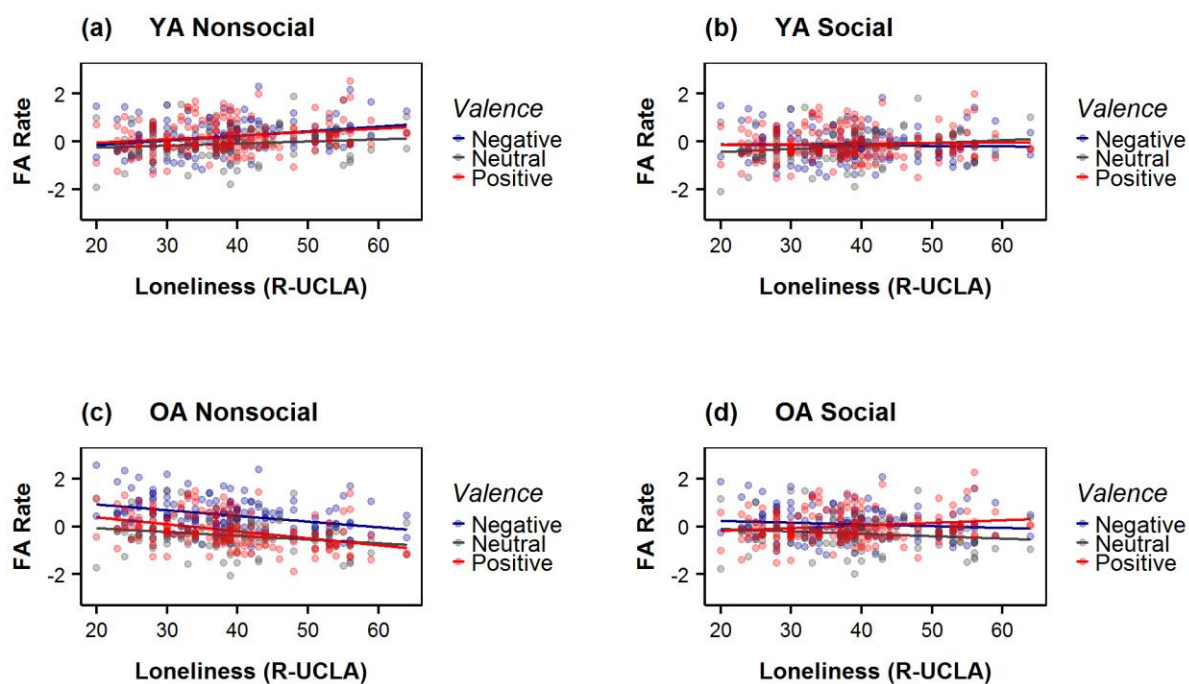 (a) YA Nonsocial
FA Rate
2
0
-2
20 30 40 50 60
Loneliness (R-UCLA)
Valence
Negative
Neutral
Positive
(b) YA Social
FA Rate
2
0
-2
20 30 40 50 60
Loneliness (R-UCLA)
Valence
Negative
Neutral
Positive
(c) OA Nonsocial
FA Rate
2
0
-2
20 30 40 50 60
Loneliness (R-UCLA)
Valence
Negative
Neutral
Positive
(d) OA Social
FA Rate
2
0
-2
20 30 40 50 60
Loneliness (R-UCLA)
Valence
Negative
Neutral
Positive